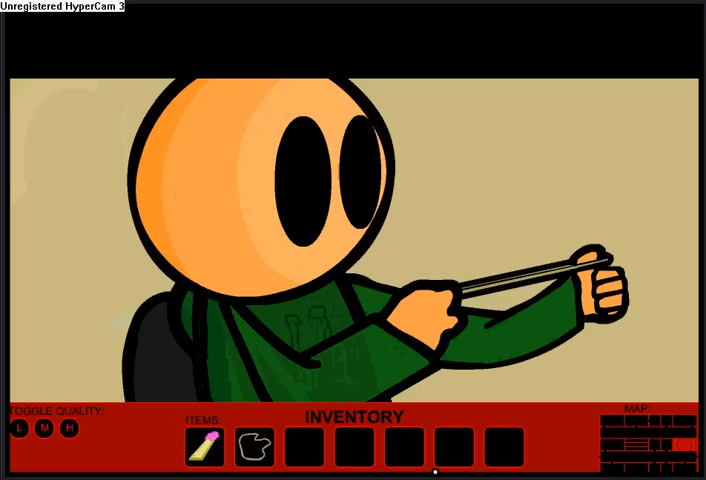 Unregistered HyperCam 3
TOGGLE QUALITY:
L M H
ITEMS:
INVENTORY
MAP: